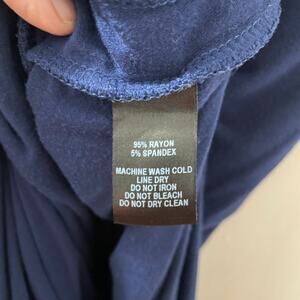 95% RAYON
5% SPANDEX
MACHINE WASH COLD
LINE DRY
DO NOT IRON
DO NOT BLEACH
DO NOT DRY CLEAN